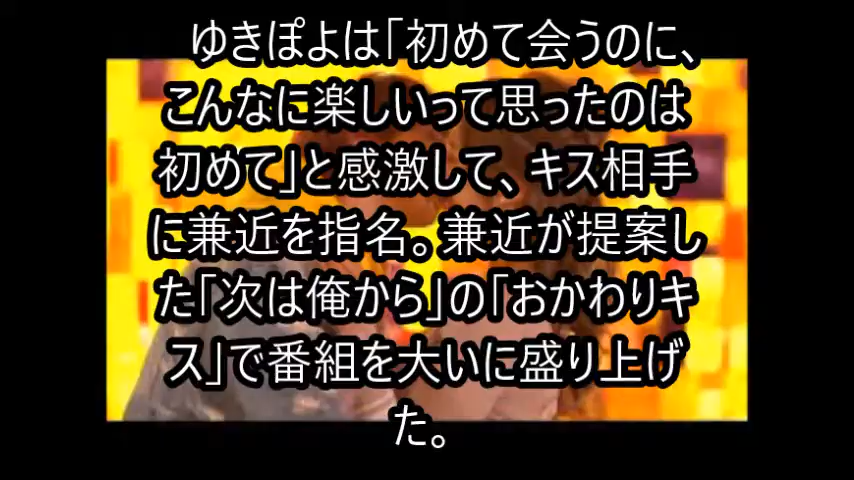 ゆきぽよは「初めて会うのに、
こんなに楽しいって思ったのは
初めて」と感激して、キス相手
に兼近を指名。兼近が提案し
た「次は俺から」の「おかわりキ
ス」で番組を大いに盛り上げ
た。